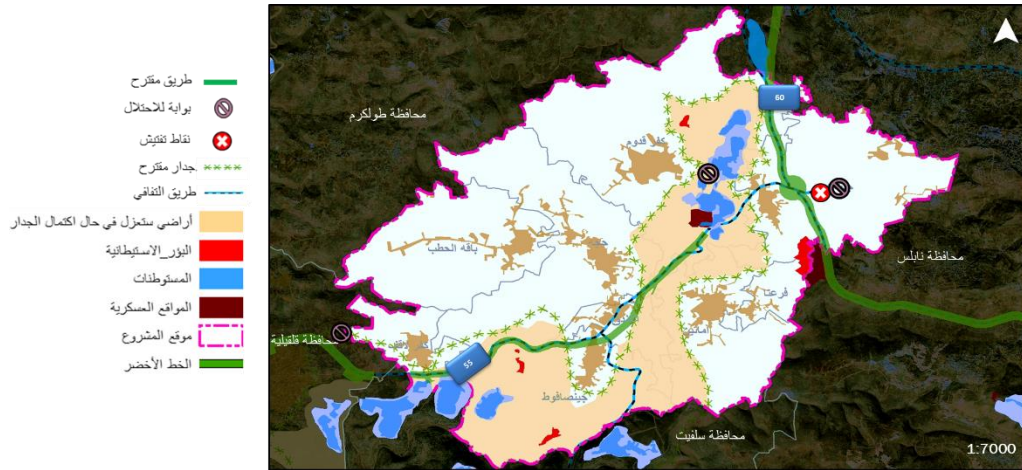 طريق مقترح
بوابة للاحتلال
نقاط تفتيش
جدار مقترح
طريق التفافي
أراضي ستعزل في حال اكتمال الجدار
البؤر_الاستيطانية
المستوطنات
المواقع العسكرية
موقع المشروع
الخط الأخضر
محافظة طولكرم
60
قدوم
باقة الحطب
محافظة نابلس
فرعتا
محافظة قلقيلية
55
جينصافوط
محافظة سلفيت
1:7000